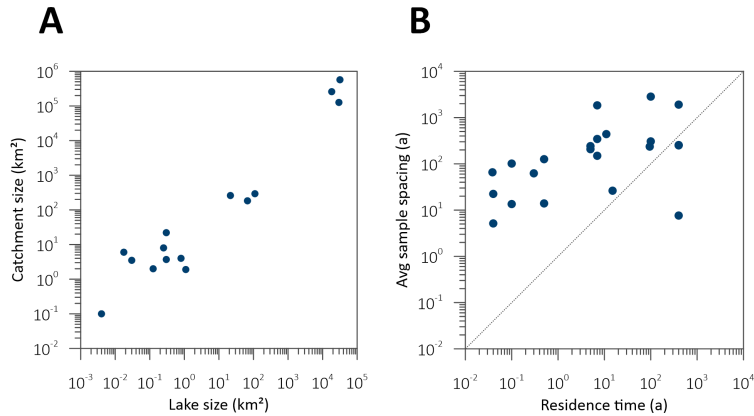 A
B
Catchment size (km²)
10⁶
10⁵
10⁴
10³
10²
10¹
10⁰
10⁻¹
10⁻²
10⁻³ 10⁻² 10⁻¹ 10⁰ 10¹ 10² 10³ 10⁴ 10⁵
Lake size (km²)
Avg sample spacing (a)
10⁴
10³
10²
10¹
10⁰
10⁻¹
10⁻²
10⁻² 10⁻¹ 10⁰ 10¹ 10² 10³ 10⁴
Residence time (a)